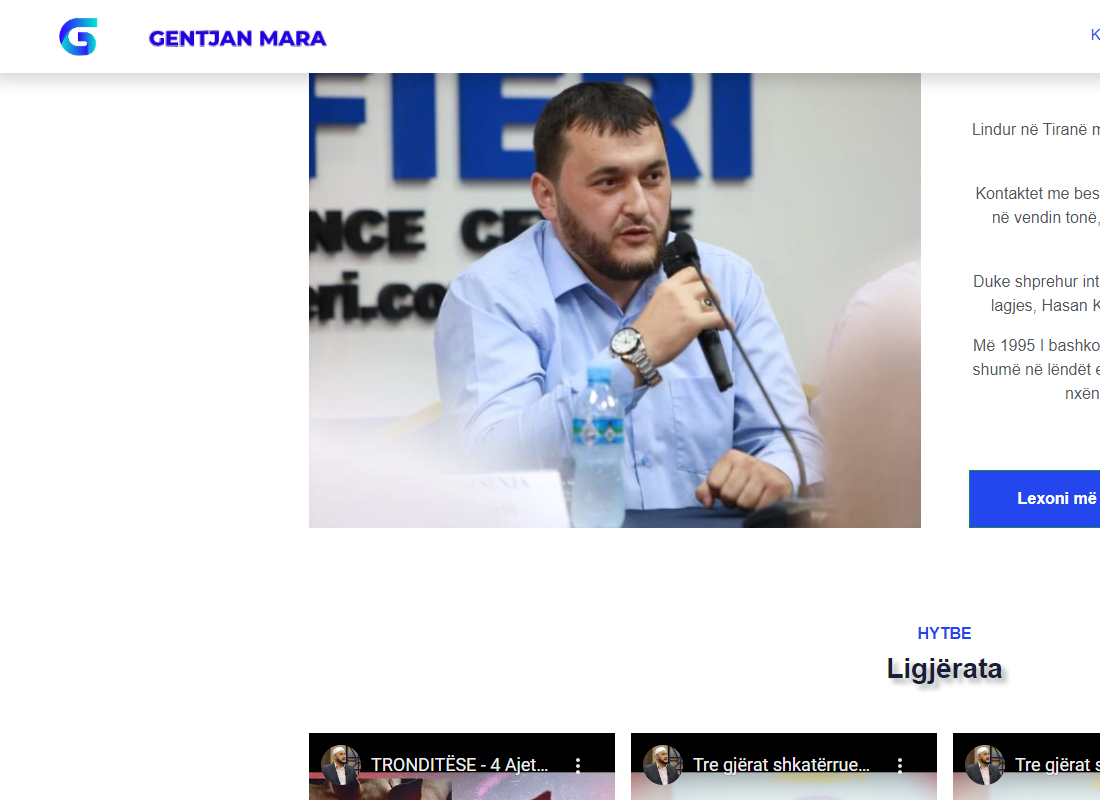 GENTJAN MARA
K
FIERI
NCE CE
eri.co
Lindur në Tiranë m
Kontaktet me bes
në vendin tonë,
Duke shprehur int
lagjes, Hasan K
Më 1995 I bashko
shumë në lëndët e
nxën
Lexoni më
HYTBE
Ligjërata
TRONDITËSE - 4 Ajet...
Tre gjërat shkatërrue...
Tre gjërat s